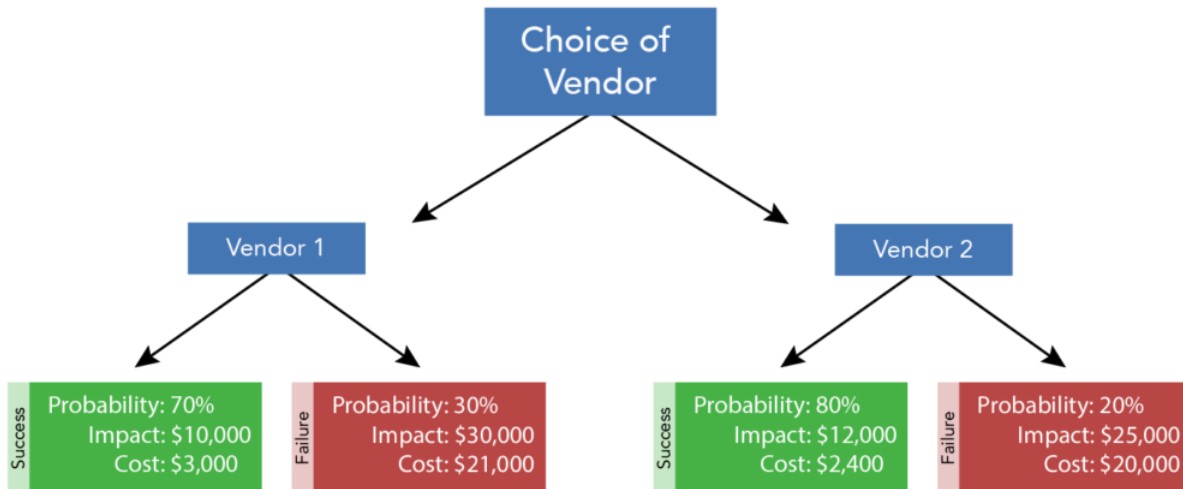 Choice of
Vendor
Vendor 1
Vendor 2
Success
Probability: 70%
Impact: $10,000
Cost: $3,000
Failure
Probability: 30%
Impact: $30,000
Cost: $21,000
Success
Probability: 80%
Impact: $12,000
Cost: $2,400
Failure
Probability: 20%
Impact: $25,000
Cost: $20,000